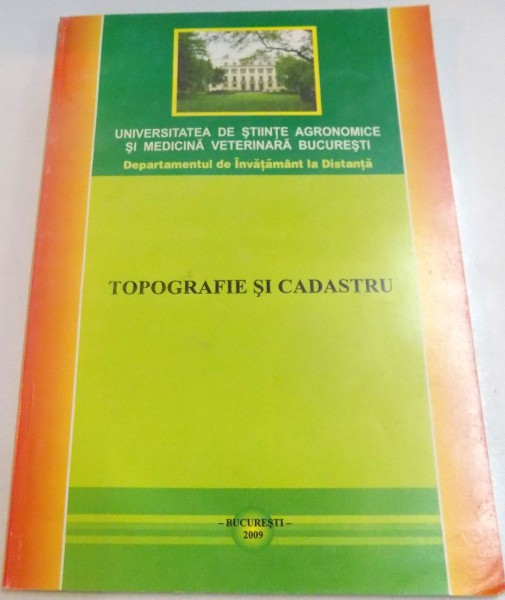 UNIVERSITATEA DE ŞTIINŢE AGRONOMICE
ŞI MEDICINĂ VETERINARĂ BUCUREŞTI
Departamentul de Învăţământ la Distanţă
TOPOGRAFIE ŞI CADASTRU
– BUCUREŞTI –
2009